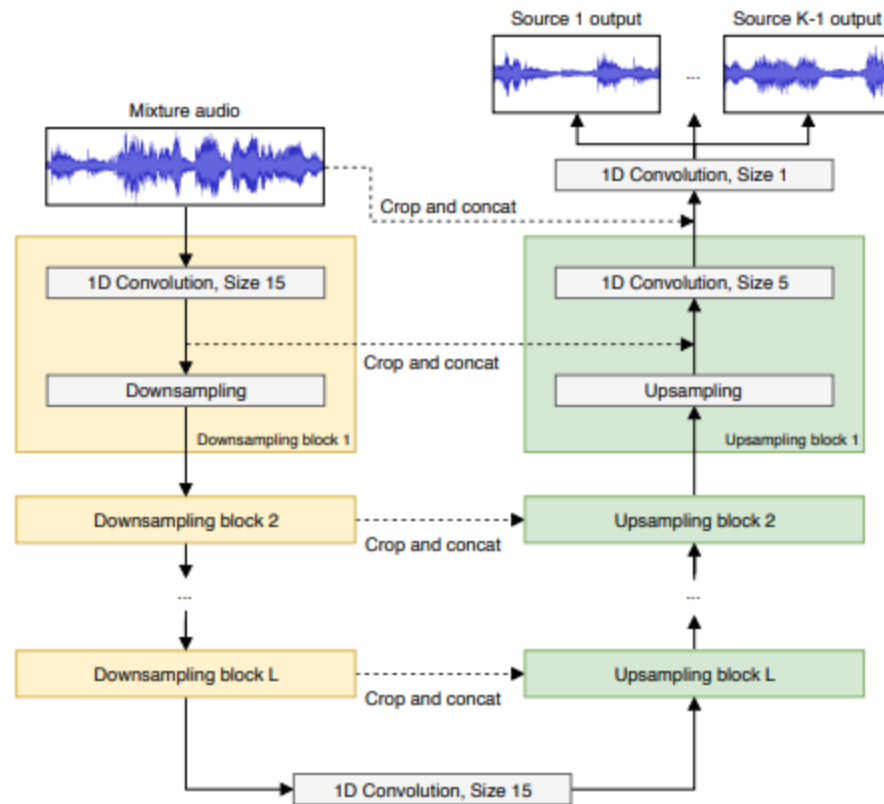 Source 1 output
Source K-1 output
...
Mixture audio
1D Convolution, Size 1
Crop and concat
1D Convolution, Size 15
1D Convolution, Size 5
Crop and concat
Downsampling
Upsampling
Downsampling block 1
Upsampling block 1
Downsampling block 2
Upsampling block 2
Crop and concat
...
...
Downsampling block L
Upsampling block L
Crop and concat
1D Convolution, Size 15